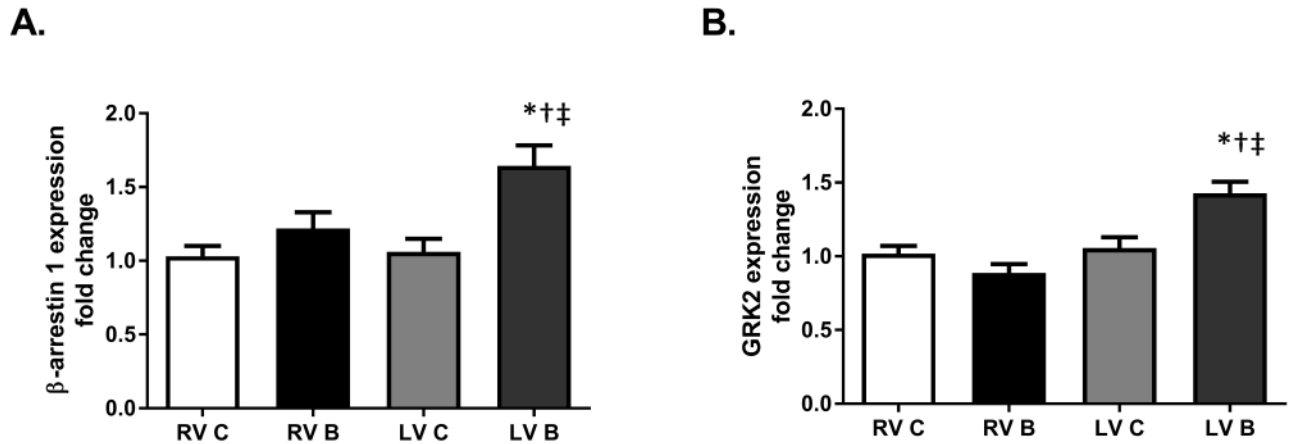 A.
β-arrestin 1 expression
fold change
2.0
1.5
1.0
0.5
0.0
*†‡
RV C RV B LV C LV B
B.
GRK2 expression
fold change
2.0
1.5
1.0
0.5
0.0
*†‡
RV C RV B LV C LV B